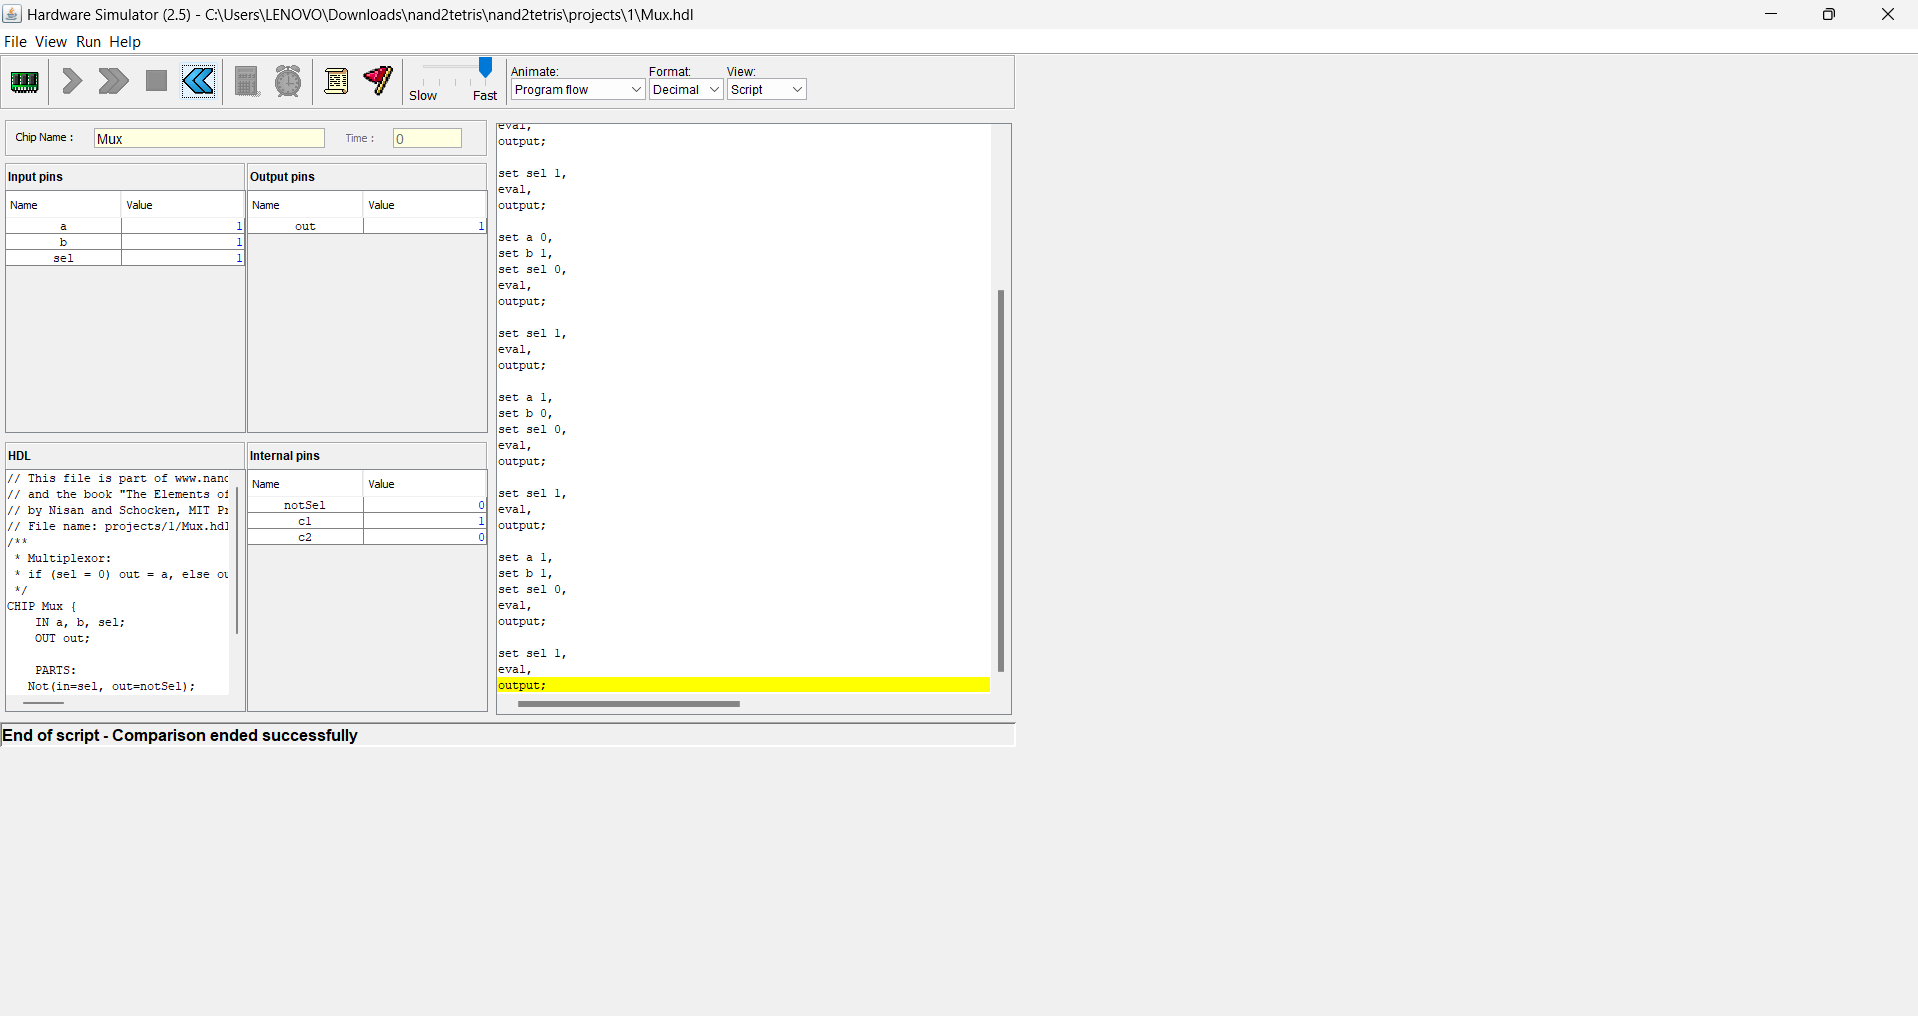 Hardware Simulator (2.5) - C:\Users\LENOVO\Downloads\nand2tetris\nand2tetris\projects\1\Mux.hdl
File View Run Help
Slow Fast
Animate: Format: View:
Program flow Decimal Script
Chip Name : Mux Time : 0
Input pins
Name Value
a 1
b 1
sel 1
Output pins
Name Value
out 1
HDL
// This file is part of
// and the book "The Elements
// by Nisan and Schocken, MIT
// File name: projects/1/Mux.hdl
/**
* Multiplexor:
* if (sel = 0) out = a, else
*/
CHIP Mux {
IN a, b, sel;
OUT out;
PARTS:
Not(in=sel, out=notSel);
Internal pins
Name Value
notSel 0
c1 1
c2 0
eval,
output;
set sel 1,
eval,
output;
set a 0,
set b 1,
set sel 0,
eval,
output;
set sel 1,
eval,
output;
set a 1,
set b 0,
set sel 0,
eval,
output;
set sel 1,
eval,
output;
set a 1,
set b 1,
set sel 0,
eval,
output;
set sel 1,
eval,
output;
End of script - Comparison ended successfully